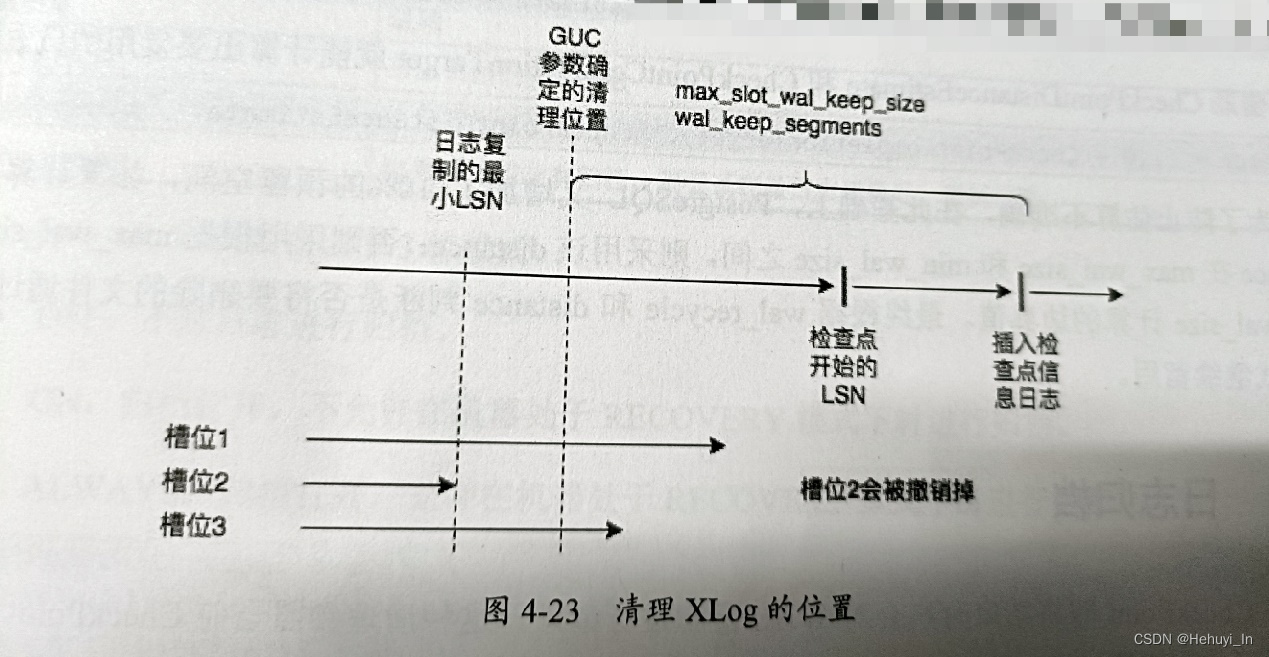 GUC
参数确
定的清
理位置
max_slot_wal_keep_size
wal_keep_segments
日志复
制的最
小LSN
检查点
开始的
LSN
插入检
查点信
息日志
槽位1
槽位2
槽位3
槽位2会被撤销掉
图 4-23 清理 XLog 的位置
CSDN @Hehuyi_In